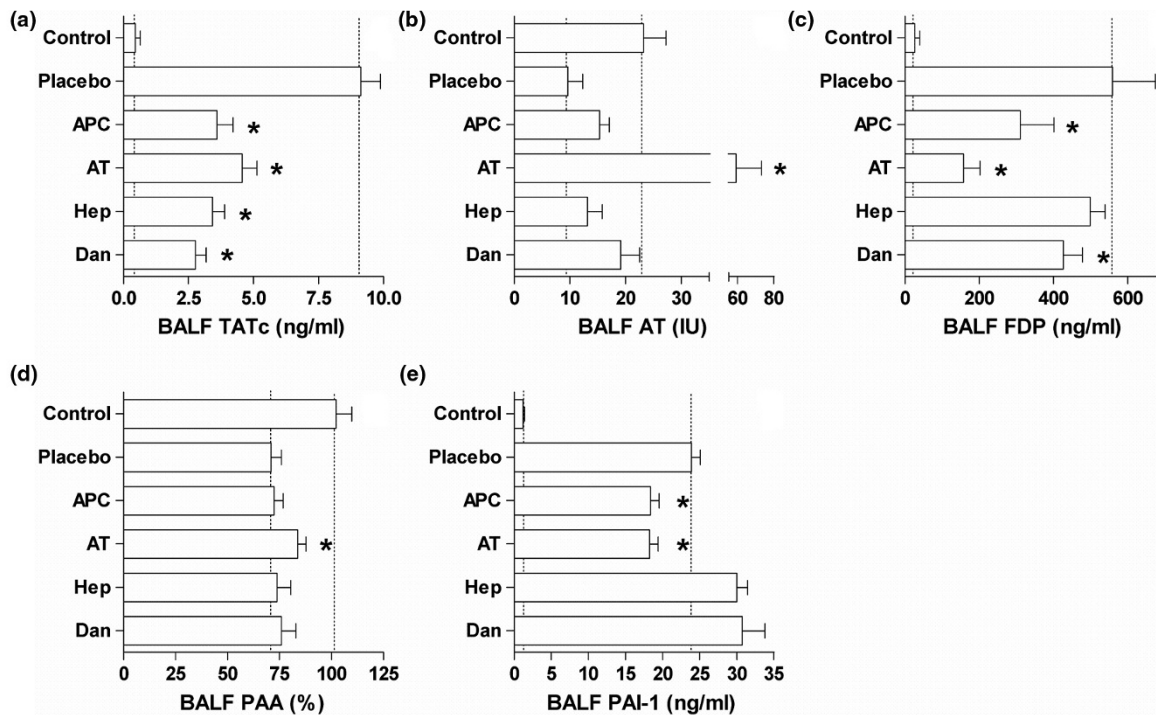 (a)
Control
Placebo
APC
*
AT
*
Hep
*
Dan
*
0.0 2.5 5.0 7.5 10.0
BALF TATc (ng/ml)
(b)
Control
Placebo
APC
AT
*
Hep
Dan
0 10 20 30 60 80
BALF AT (IU)
(c)
Control
Placebo
APC
*
AT
*
Hep
Dan
*
0 200 400 600
BALF FDP (ng/ml)
(d)
Control
Placebo
APC
AT
*
Hep
Dan
0 25 50 75 100 125
BALF PAA (%)
(e)
Control
Placebo
APC
*
AT
*
Hep
Dan
0 5 10 15 20 25 30 35
BALF PAI-1 (ng/ml)